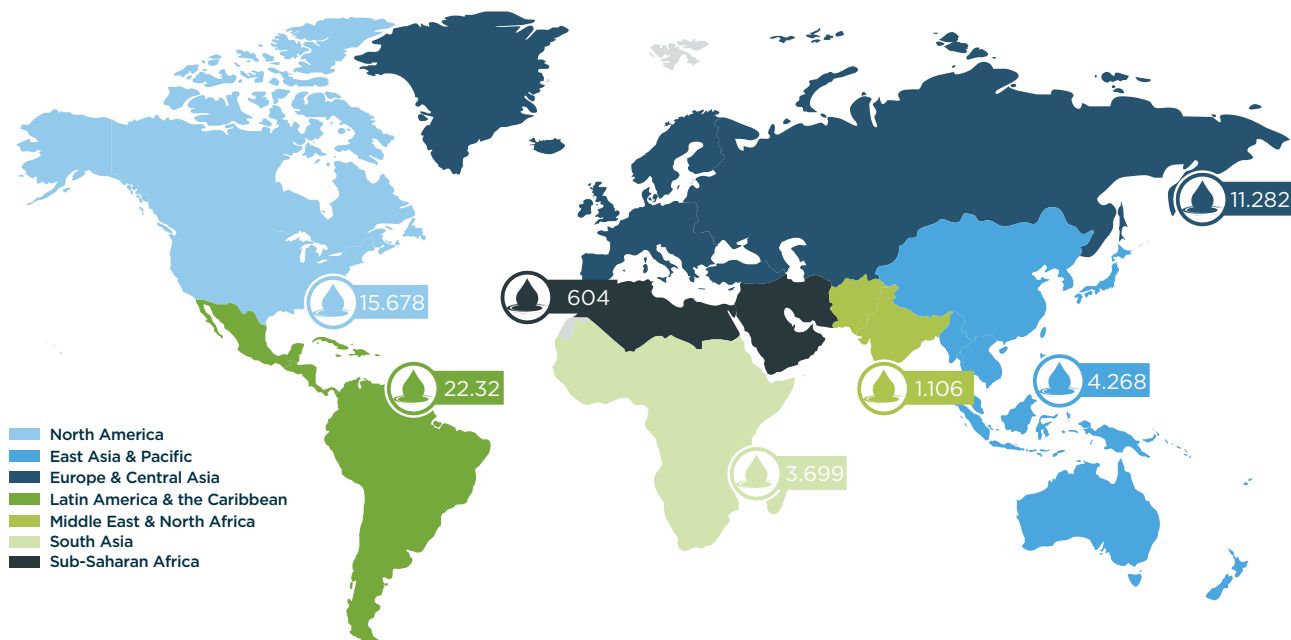 11.282
15.678
604
22.32
1.106
4.268
3.699
North America
East Asia & Pacific
Europe & Central Asia
Latin America & the Caribbean
Middle East & North Africa
South Asia
Sub-Saharan Africa